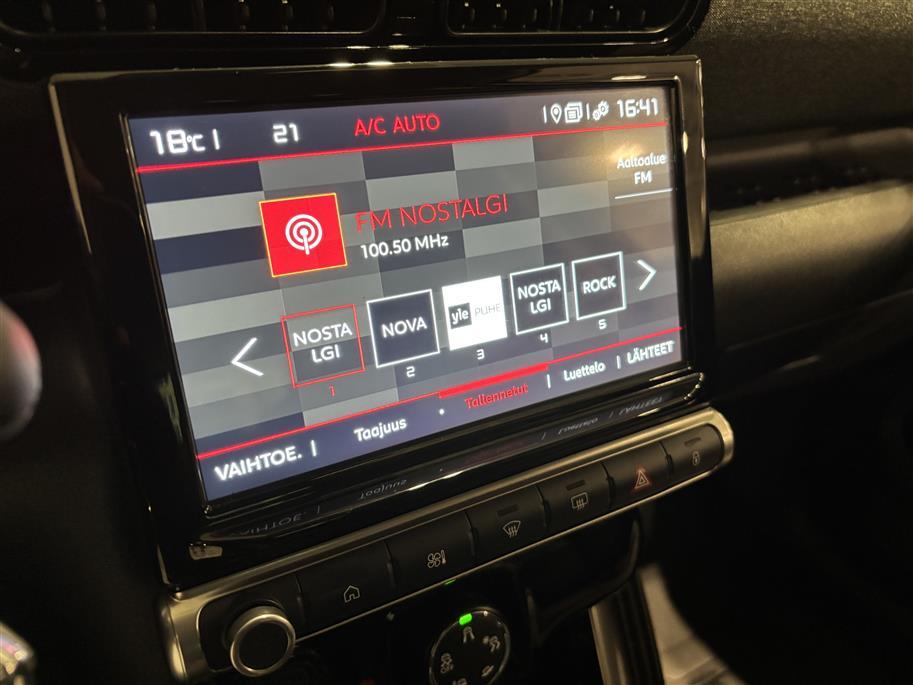 18°C
21
A/C AUTO
16:41
Aaltoalue
FM
FM NOSTALGI
100.50 MHz
NOSTA
LGI
1
NOVA
2
yle PUHE
3
NOSTA
LGI
4
ROCK
5
VAIHTOE.
Taajuus
Tallennetut
Luettelo
LÄHTEET